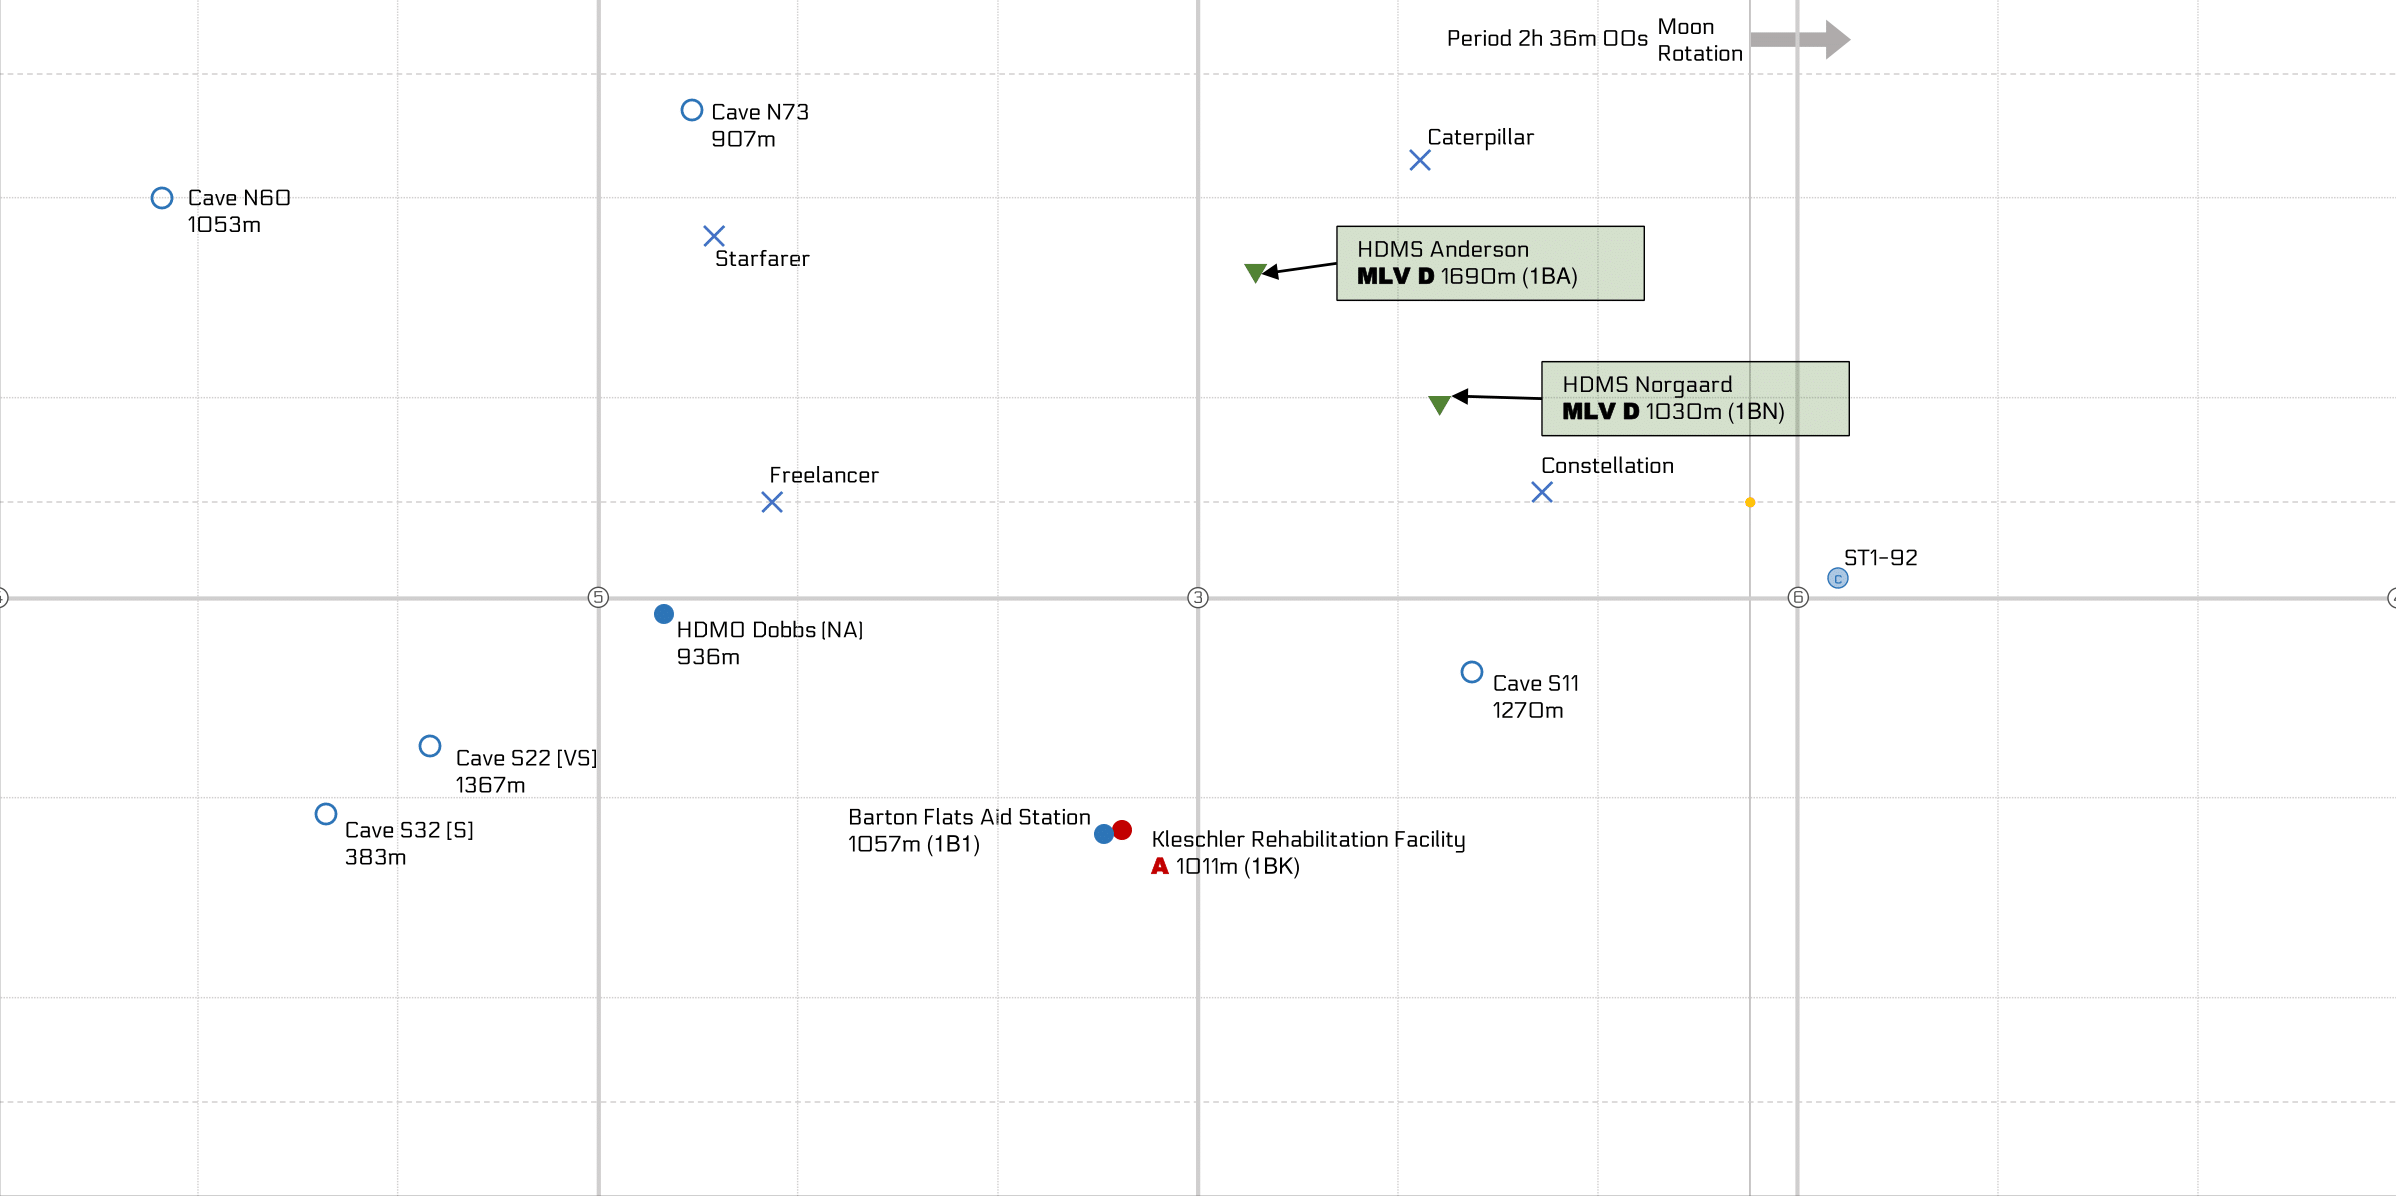 Period 2h 36m 00s
Moon
Rotation
Cave N73
907m
Caterpillar
Cave N60
1053m
Starfarer
HDMS Anderson
MLV D 1690m (1BA)
HDMS Norgaard
MLV D 1030m (1BN)
Freelancer
Constellation
ST1-92
C
5
3
6
HDMO Dobbs [NA]
936m
Cave S11
1270m
Cave S22 [VS]
1367m
Cave S32 [S]
383m
Barton Flats Aid Station
1057m (1B1)
Kleschler Rehabilitation Facility
A 1011m (1BK)